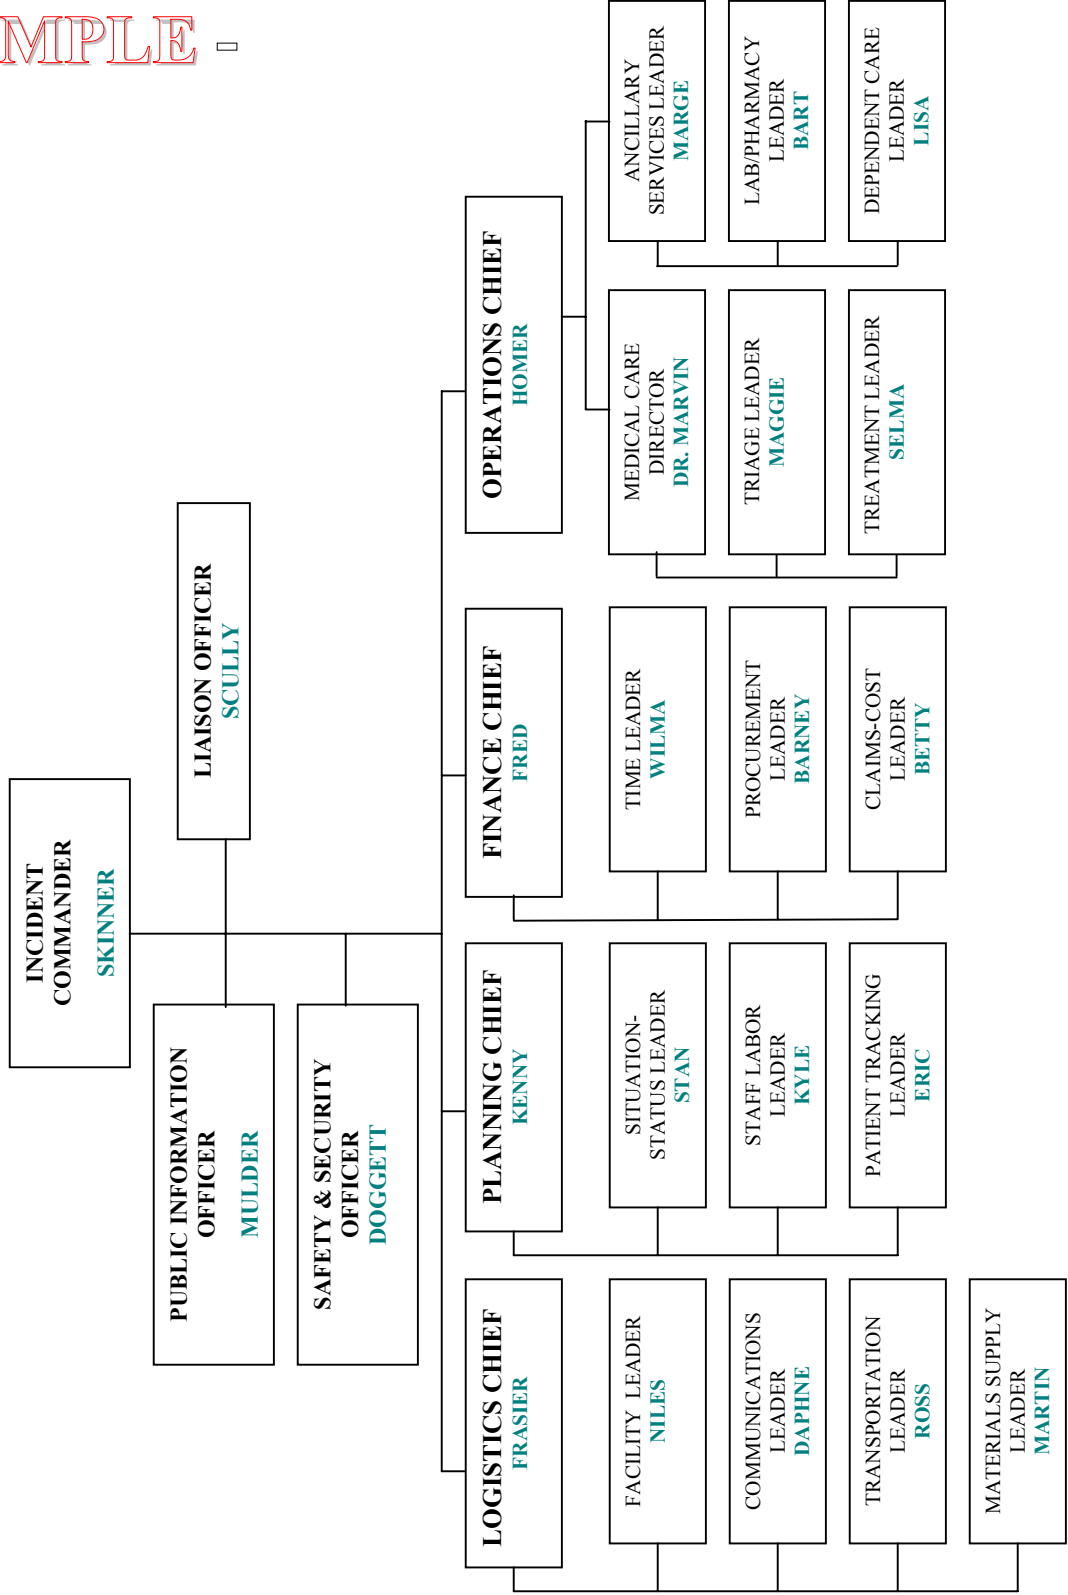 MPLE -
INCIDENT
COMMANDER
SKINNER
LIAISON OFFICER
SCULLY
PUBLIC INFORMATION
OFFICER
MULDER
SAFETY & SECURITY
OFFICER
DOGGETT
LOGISTICS CHIEF
FRASIER
PLANNING CHIEF
KENNY
FINANCE CHIEF
FRED
OPERATIONS CHIEF
HOMER
FACILITY LEADER
NILES
COMMUNICATIONS
LEADER
DAPHNE
TRANSPORTATION
LEADER
ROSS
MATERIALS SUPPLY
LEADER
MARTIN
SITUATION-
STATUS LEADER
STAN
STAFF LABOR
LEADER
KYLE
PATIENT TRACKING
LEADER
ERIC
TIME LEADER
WILMA
PROCUREMENT
LEADER
BARNEY
CLAIMS-COST
LEADER
BETTY
MEDICAL CARE
DIRECTOR
DR. MARVIN
TRIAGE LEADER
MAGGIE
TREATMENT LEADER
SELMA
ANCILLARY
SERVICES LEADER
MARGE
LAB/PHARMACY
LEADER
BART
DEPENDENT CARE
LEADER
LISA